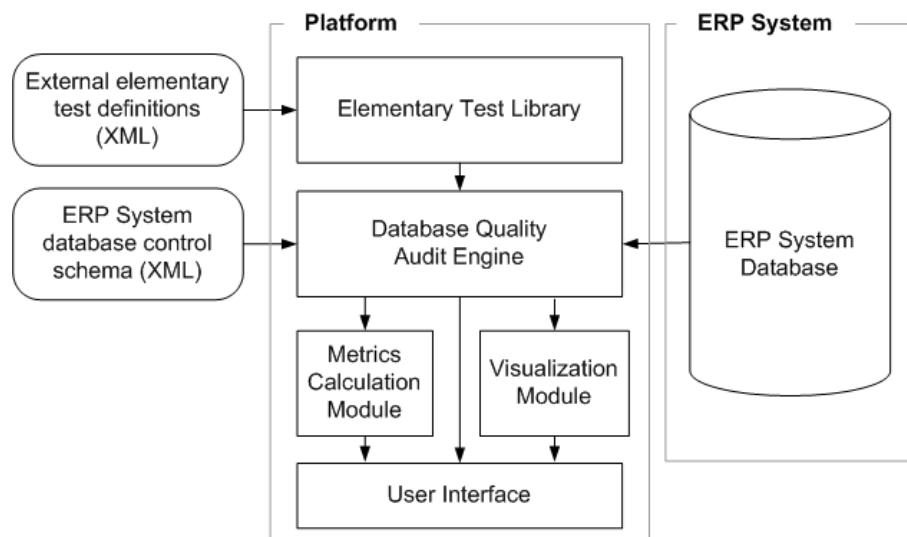 Platform
ERP System
External elementary
test definitions
(XML)
Elementary Test Library
ERP System
database control
schema (XML)
Database Quality
Audit Engine
ERP System
Database
Metrics
Calculation
Module
Visualization
Module
User Interface